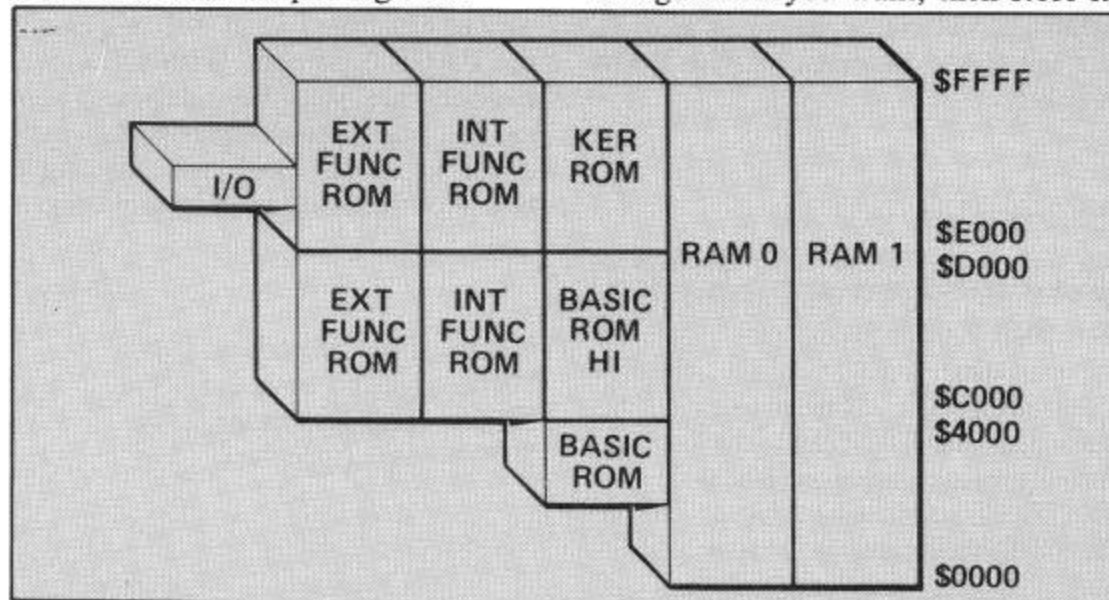 $FFFF
EXT
FUNC
ROM
INT
FUNC
ROM
KER
ROM
I/O
RAM 0
RAM 1
$E000
$D000
EXT
FUNC
ROM
INT
FUNC
ROM
BASIC
ROM
HI
$C000
$4000
BASIC
ROM
$0000